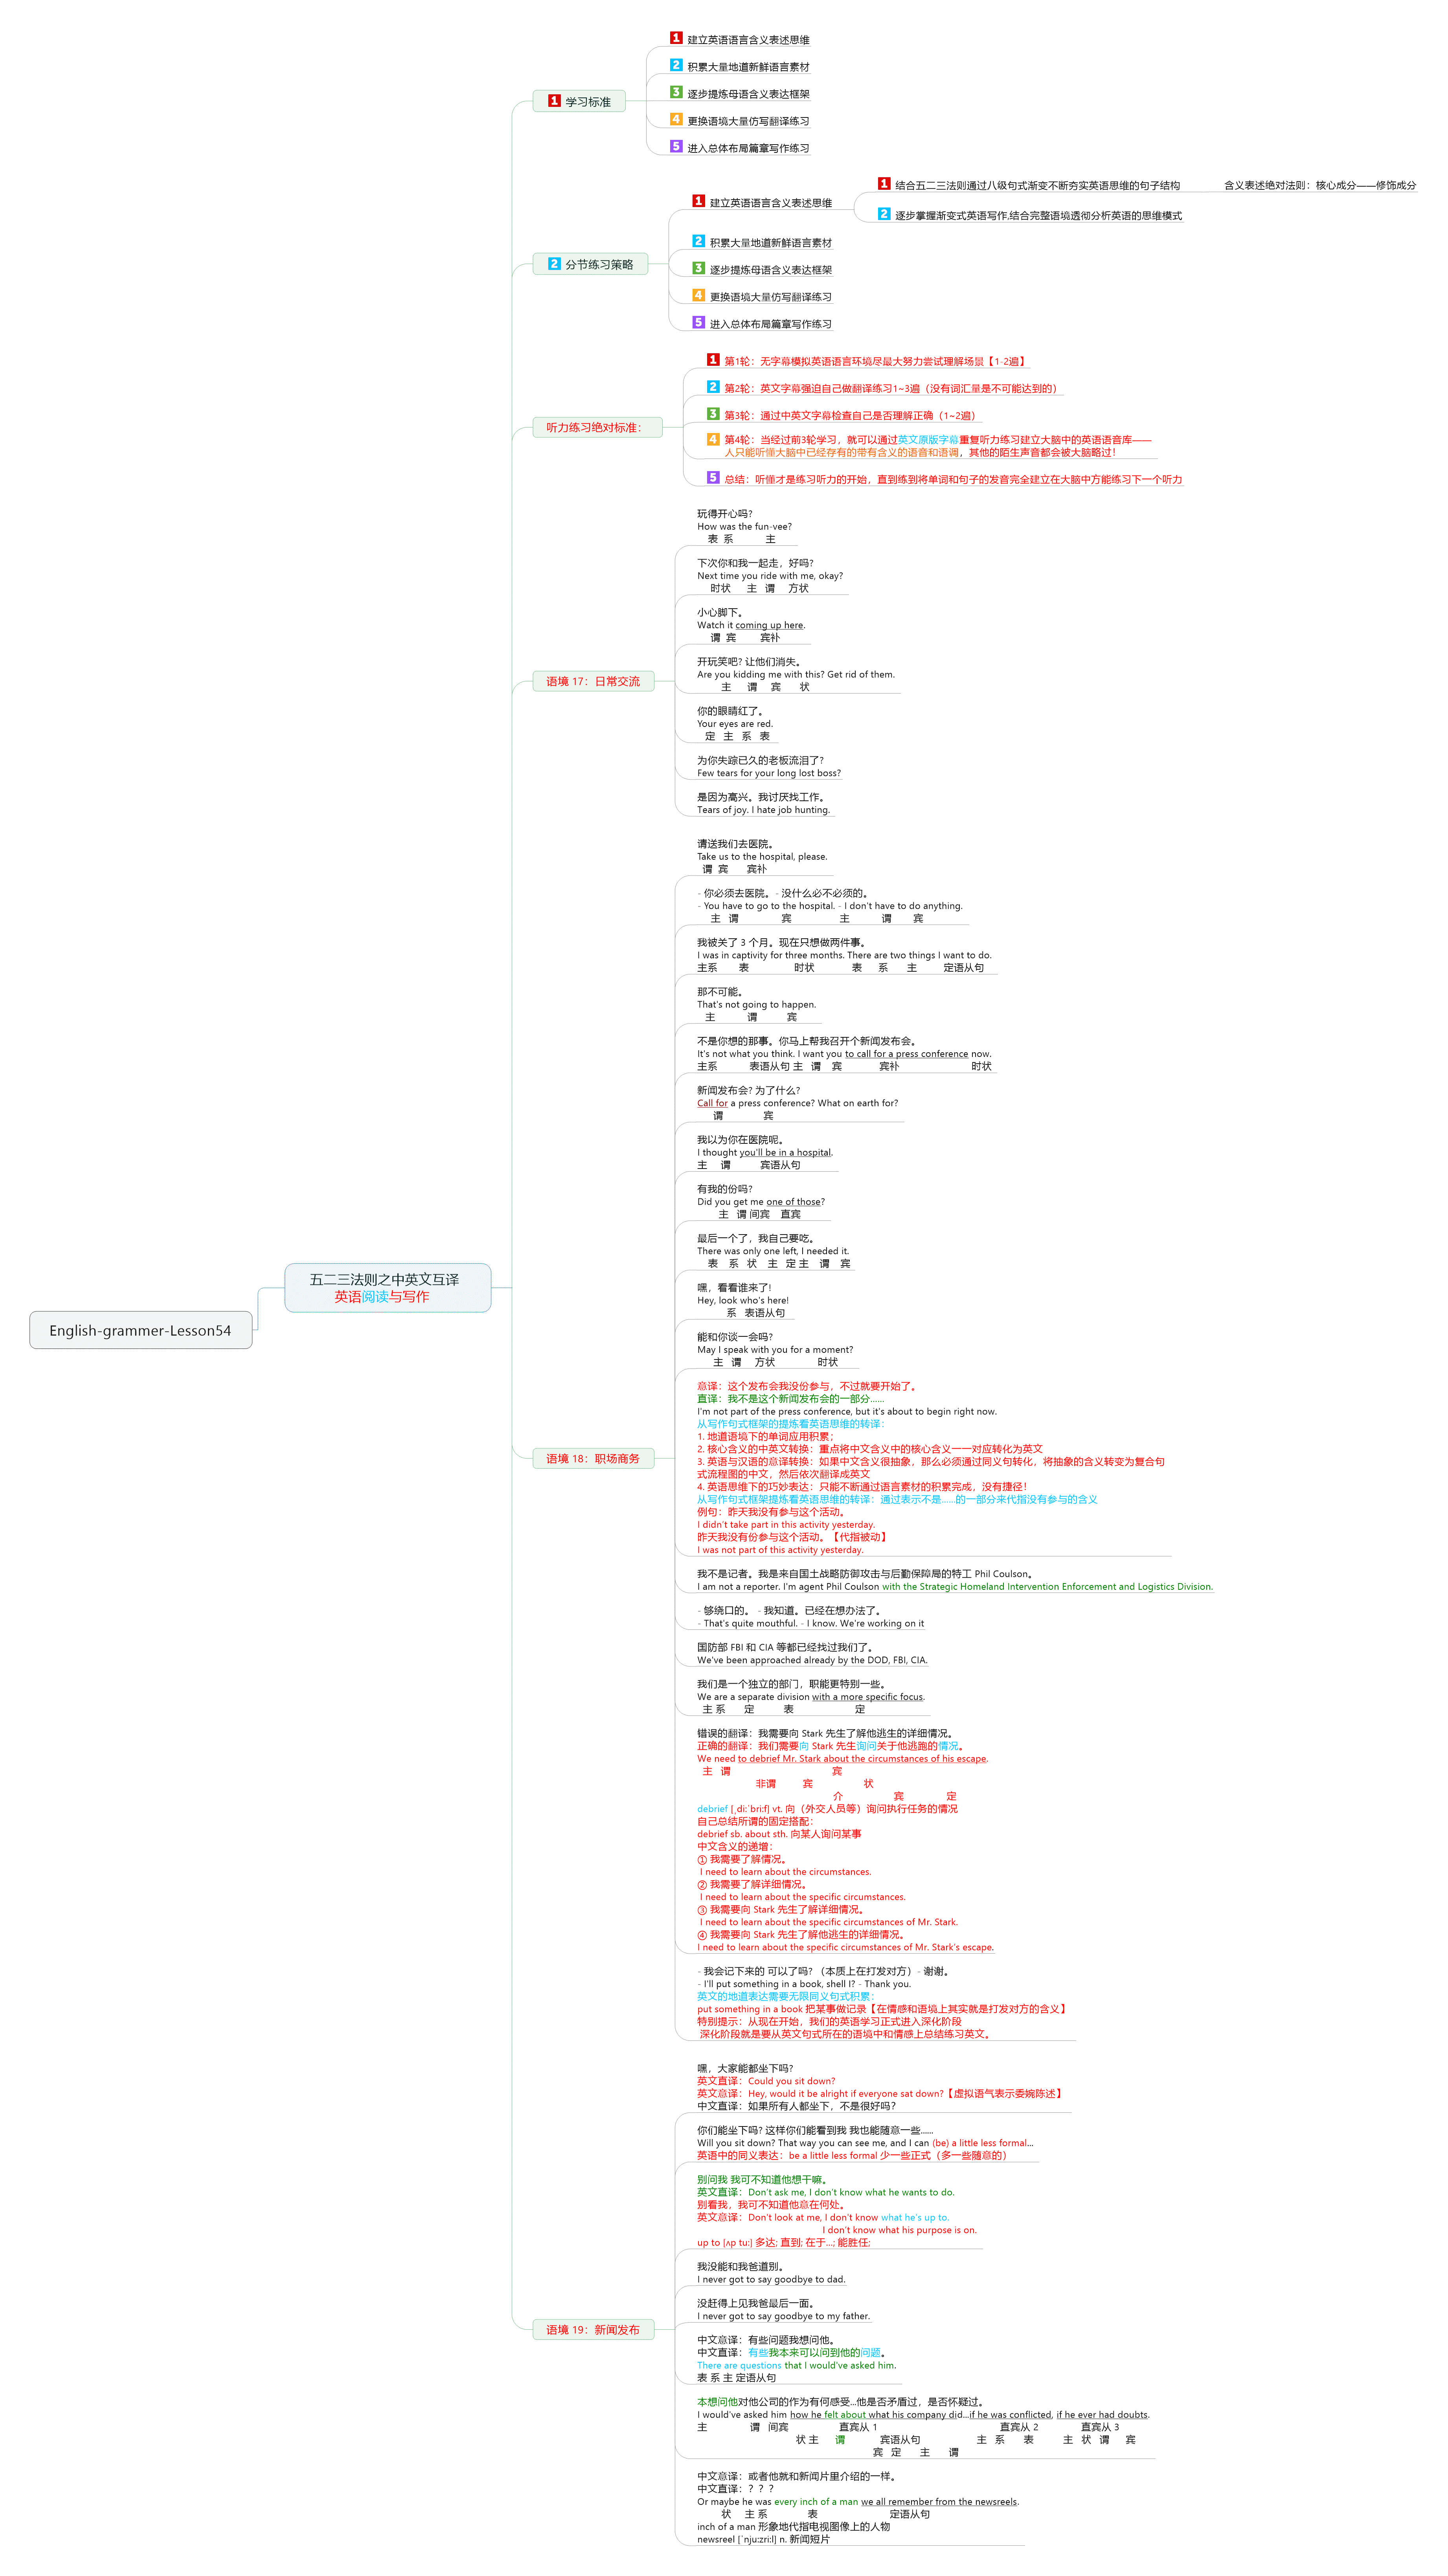 English-grammer-Lesson54
五二三法则之中英文互译
英语阅读与写作
1 学习标准
1 建立英语语言含义表述思维
2 积累大量地道新鲜语言素材
3 逐步提炼母语含义表达框架
4 更换语境大量仿写翻译练习
5 进入总体布局篇章写作练习
2 分节练习策略
1 建立英语语言含义表述思维
1 结合五二三法则通过八级句式渐变不断夯实英语思维的句子结构
含义表述绝对法则：核心成分——修饰成分
2 逐步掌握渐变式英语写作,结合完整语境透彻分析英语的思维模式
2 积累大量地道新鲜语言素材
3 逐步提炼母语含义表达框架
4 更换语境大量仿写翻译练习
5 进入总体布局篇章写作练习
听力练习绝对标准：
1 第1轮：无字幕模拟英语语言环境尽最大努力尝试理解场景【1-2遍】
2 第2轮：英文字幕强迫自己做翻译练习1~3遍（没有词汇量是不可能达到的）
3 第3轮：通过中英文字幕检查自己是否理解正确（1~2遍）
4 第4轮：当经过前3轮学习，就可以通过英文原版字幕重复听力练习建立大脑中的英语语音库——
人只能听懂大脑中已经存有的带有含义的语音和语调，其他的陌生声音都会被大脑略过！
5 总结：听懂才是练习听力的开始，直到练到将单词和句子的发音完全建立在大脑中方能练习下一个听力
语境 17：日常交流
玩得开心吗?
How was the fun-vee?
表 系 主
下次你和我一起走，好吗?
Next time you ride with me, okay?
时状 主 谓 方状
小心脚下。
Watch it coming up here.
谓 宾 宾补
开玩笑吧? 让他们消失。
Are you kidding me with this? Get rid of them.
主 谓 宾 状
你的眼睛红了。
Your eyes are red.
定 主 系 表
为你失踪已久的老板流泪了?
Few tears for your long lost boss?
是因为高兴。我讨厌找工作。
Tears of joy. I hate job hunting.
语境 18：职场商务
请送我们去医院。
Take us to the hospital, please.
谓 宾 宾补
- 你必须去医院。- 没什么必不必须的。
- You have to go to the hospital. - I don't have to do anything.
主 谓 宾 主 谓 宾
我被关了 3 个月。现在只想做两件事。
I was in captivity for three months. There are two things I want to do.
主系 表 时状 表 系 主 定语从句
那不可能。
That's not going to happen.
主 谓 宾
不是你想的那事。你马上帮我召开个新闻发布会。
It's not what you think. I want you to call for a press conference now.
主系 表语从句 主 谓 宾 宾补 时状
新闻发布会? 为了什么?
Call for a press conference? What on earth for?
谓 宾
我以为你在医院呢。
I thought you'll be in a hospital.
主 谓 宾语从句
有我的份吗?
Did you get me one of those?
主 谓 间宾 直宾
最后一个了，我自己要吃。
There was only one left, I needed it.
表 系 状 主 定 主 谓 宾
嘿，看看谁来了!
Hey, look who's here!
系 表语从句
能和你谈一会吗?
May I speak with you for a moment?
主 谓 方状 时状
意译：这个发布会我没份参与，不过就要开始了。
直译：我不是这个新闻发布会的一部分……
I'm not part of the press conference, but it's about to begin right now.
从写作句式框架的提炼看英语思维的转译：
1. 地道语境下的单词应用积累；
2. 核心含义的中英文转换：重点将中文含义中的核心含义一一对应转化为英文
3. 英语与汉语的意译转换：如果中文含义很抽象，那么必须通过同义句转化，将抽象的含义转变为复合句
式流程图的中文，然后依次翻译成英文
4. 英语思维下的巧妙表达：只能不断通过语言素材的积累完成，没有捷径！
从写作句式框架提炼看英语思维的转译：通过表示不是……的一部分来代指没有参与的含义
例句：昨天我没有参与这个活动。
I didn't take part in this activity yesterday.
昨天我没有份参与这个活动。【代指被动】
I was not part of this activity yesterday.
我不是记者。我是来自国土战略防御攻击与后勤保障局的特工 Phil Coulson。
I am not a reporter. I'm agent Phil Coulson with the Strategic Homeland Intervention Enforcement and Logistics Division.
- 够绕口的。 - 我知道。已经在想办法了。
- That's quite mouthful. - I know. We're working on it
国防部 FBI 和 CIA 等都已经找过我们了。
We've been approached already by the DOD, FBI, CIA.
我们是一个独立的部门，职能更特别一些。
We are a separate division with a more specific focus.
主 系 定 表 定
错误的翻译：我需要向 Stark 先生了解他逃生的详细情况。
正确的翻译：我们需要向 Stark 先生询问关于他逃跑的情况。
We need to debrief Mr. Stark about the circumstances of his escape.
主 谓 宾
非谓 宾 状
介 宾 定
debrief [ˌdiːˈbriːf] vt. 向（外交人员等）询问执行任务的情况
自己总结所谓的固定搭配：
debrief sb. about sth. 向某人询问某事
中文含义的递增：
① 我需要了解情况。
I need to learn about the circumstances.
② 我需要了解详细情况。
I need to learn about the specific circumstances.
③ 我需要向 Stark 先生了解详细情况。
I need to learn about the specific circumstances of Mr. Stark.
④ 我需要向 Stark 先生了解他逃生的详细情况。
I need to learn about the specific circumstances of Mr. Stark's escape.
- 我会记下来的 可以了吗? （本质上在打发对方）- 谢谢。
- I'll put something in a book, shell I? - Thank you.
英文的地道表达需要无限同义句式积累：
put something in a book 把某事做记录【在情感和语境上其实就是打发对方的含义】
特别提示：从现在开始，我们的英语学习正式进入深化阶段
深化阶段就是要从英文句式所在的语境中和情感上总结练习英文。
语境 19：新闻发布
嘿，大家能都坐下吗?
英文直译：Could you sit down?
英文意译：Hey, would it be alright if everyone sat down?【虚拟语气表示委婉陈述】
中文直译：如果所有人都坐下，不是很好吗?
你们能坐下吗? 这样你们能看到我 我也能随意一些……
Will you sit down? That way you can see me, and I can (be) a little less formal...
英语中的同义表达：be a little less formal 少一些正式（多一些随意的）
别问我 我可不知道他想干嘛。
英文直译：Don't ask me, I don't know what he wants to do.
别看我，我可不知道他意在何处。
英文意译：Don't look at me, I don't know what he's up to.
I don't know what his purpose is on.
up to [ʌp tuː] 多达; 直到; 在于…; 能胜任;
我没能和我爸道别。
I never got to say goodbye to dad.
没赶得上见我爸最后一面。
I never got to say goodbye to my father.
中文意译：有些问题我想问他。
中文直译：有些我本来可以问到他的问题。
There are questions that I would've asked him.
表 系 主 定语从句
本想问他对他公司的作为有何感受…他是否矛盾过，是否怀疑过。
I would've asked him how he felt about what his company did...if he was conflicted, if he ever had doubts.
主 谓 间宾 直宾从 1 直宾从 2 直宾从 3
状 主 谓 宾语从句 主 系 表 主 状 谓 宾
宾 定 主 谓
中文意译：或者他就和新闻片里介绍的一样。
中文直译：？？？
Or maybe he was every inch of a man we all remember from the newsreels.
状 主 系 表 定语从句
inch of a man 形象地代指电视图像上的人物
newsreel [ˈnjuːzriːl] n. 新闻短片